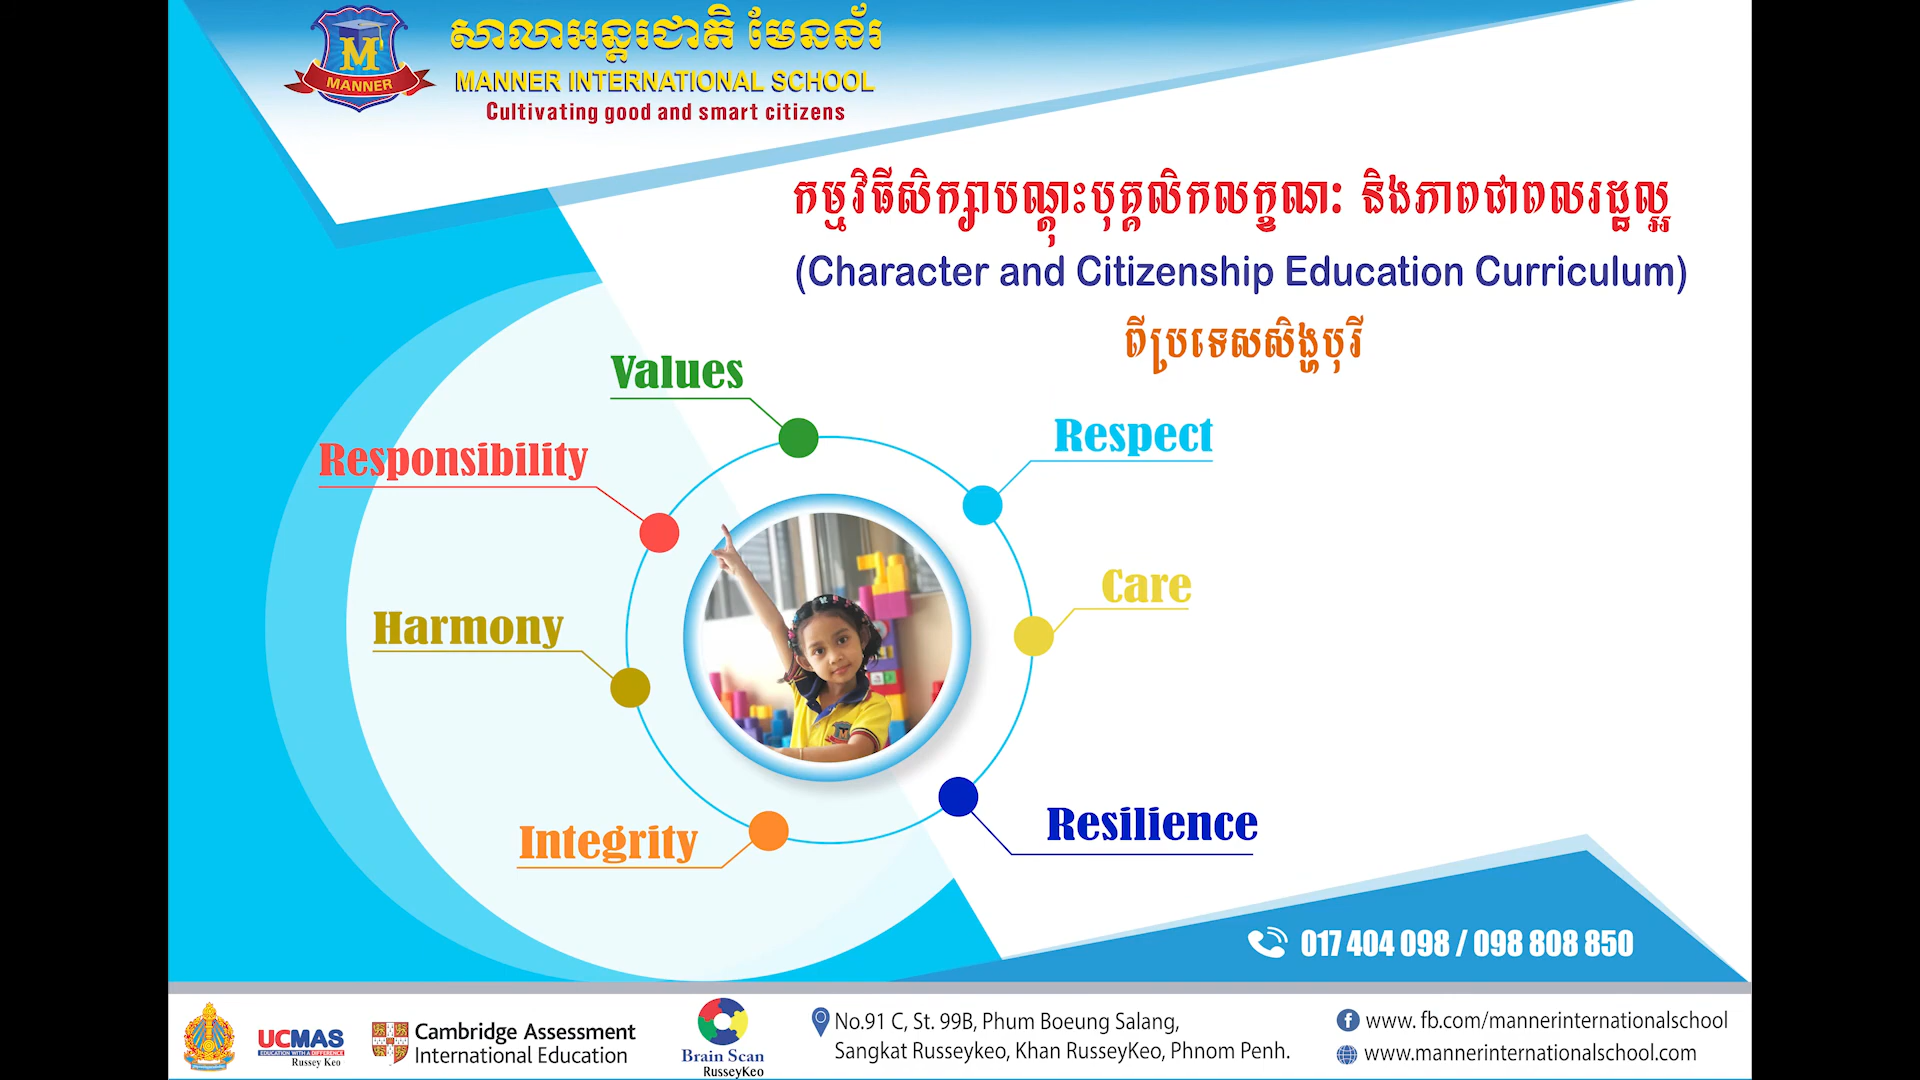 M
MANNER
សាលាអន្តរជាតិ មែនន័រ
MANNER INTERNATIONAL SCHOOL
Cultivating good and smart citizens
កម្មវិធីសិក្សាបណ្តុះបុគ្គលិកលក្ខណៈ និងភាពជាពលរដ្ឋល្អ
(Character and Citizenship Education Curriculum)
ពីប្រទេសសិង្ហបុរី
Values
Respect
Responsibility
Care
Harmony
Resilience
Integrity
017 404 098 / 098 808 850
UCMAS
EDUCATION WITH A DIFFERENCE
Russey Keo
Cambridge Assessment
International Education
Brain Scan
RusseyKeo
No.91 C, St. 99B, Phum Boeung Salang,
Sangkat Russeykeo, Khan RusseyKeo, Phnom Penh.
www. fb.com/mannerinternationalschool
www.mannerinternationalschool.com